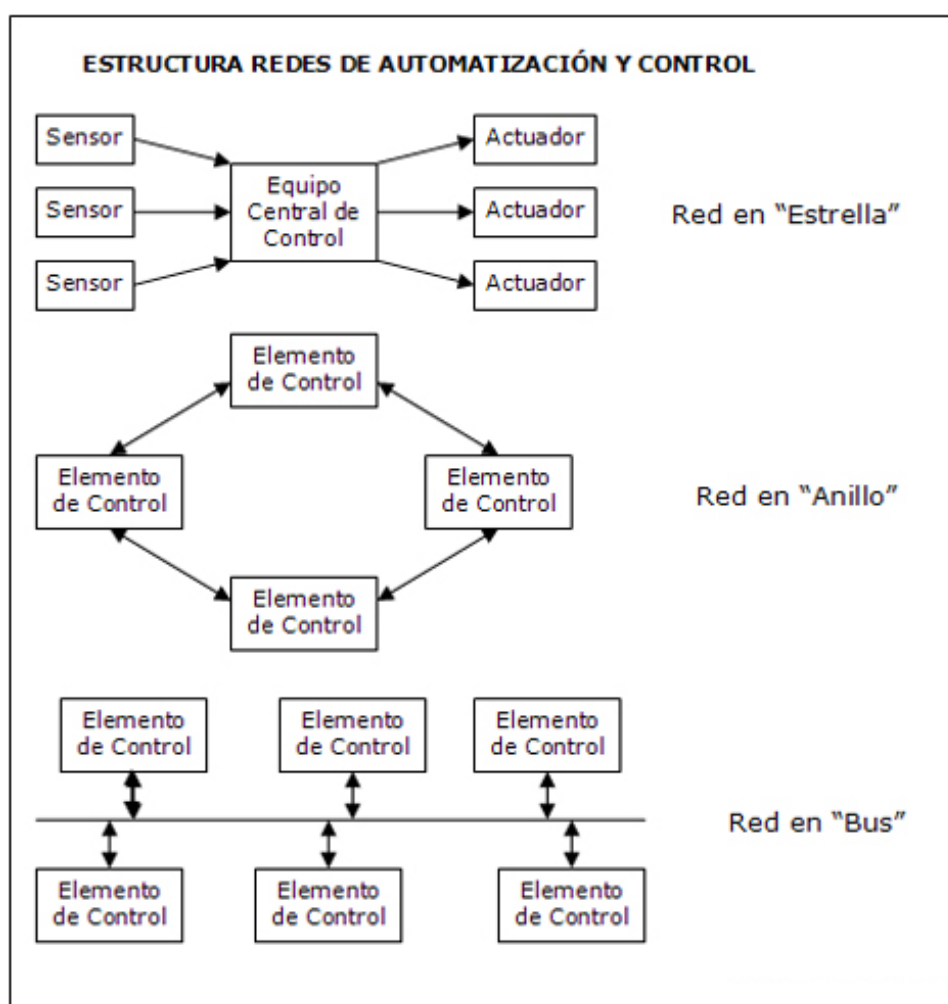 ESTRUCTURA REDES DE AUTOMATIZACIÓN Y CONTROL
Sensor
Actuador
Equipo
Central de
Control
Sensor
Actuador
Red en “Estrella”
Sensor
Actuador
Elemento
de Control
Elemento
de Control
Elemento
de Control
Red en “Anillo”
Elemento
de Control
Elemento
de Control
Elemento
de Control
Elemento
de Control
Red en “Bus”
Elemento
de Control
Elemento
de Control
Elemento
de Control